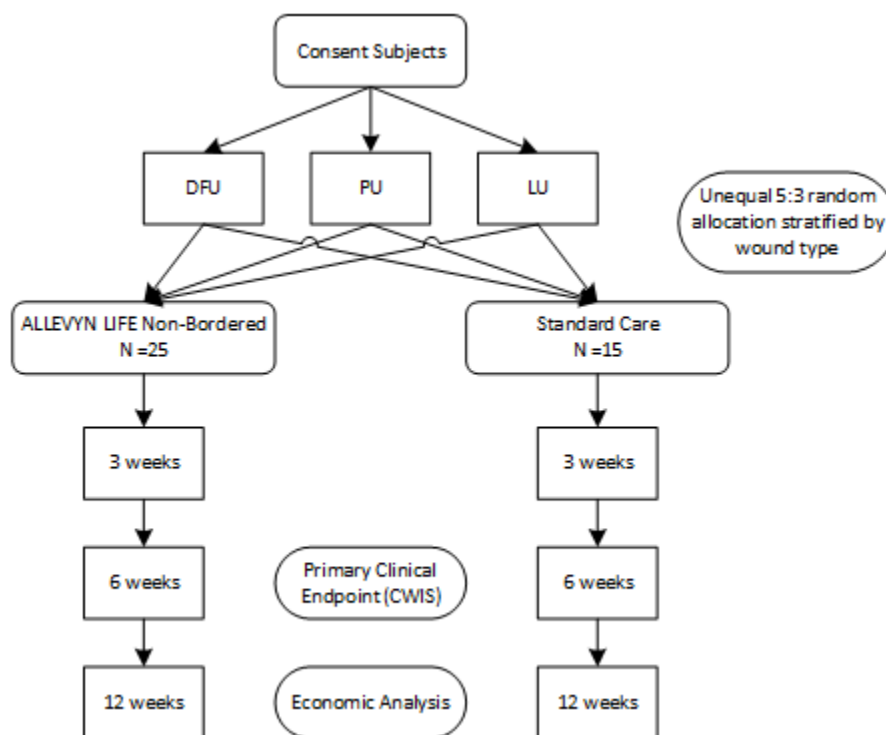 Consent Subjects
DFU
PU
LU
Unequal 5:3 random
allocation stratified by
wound type
ALLEVYN LIFE Non-Bordered
N =25
Standard Care
N =15
3 weeks
3 weeks
6 weeks
Primary Clinical
Endpoint (CWIS)
6 weeks
12 weeks
Economic Analysis
12 weeks